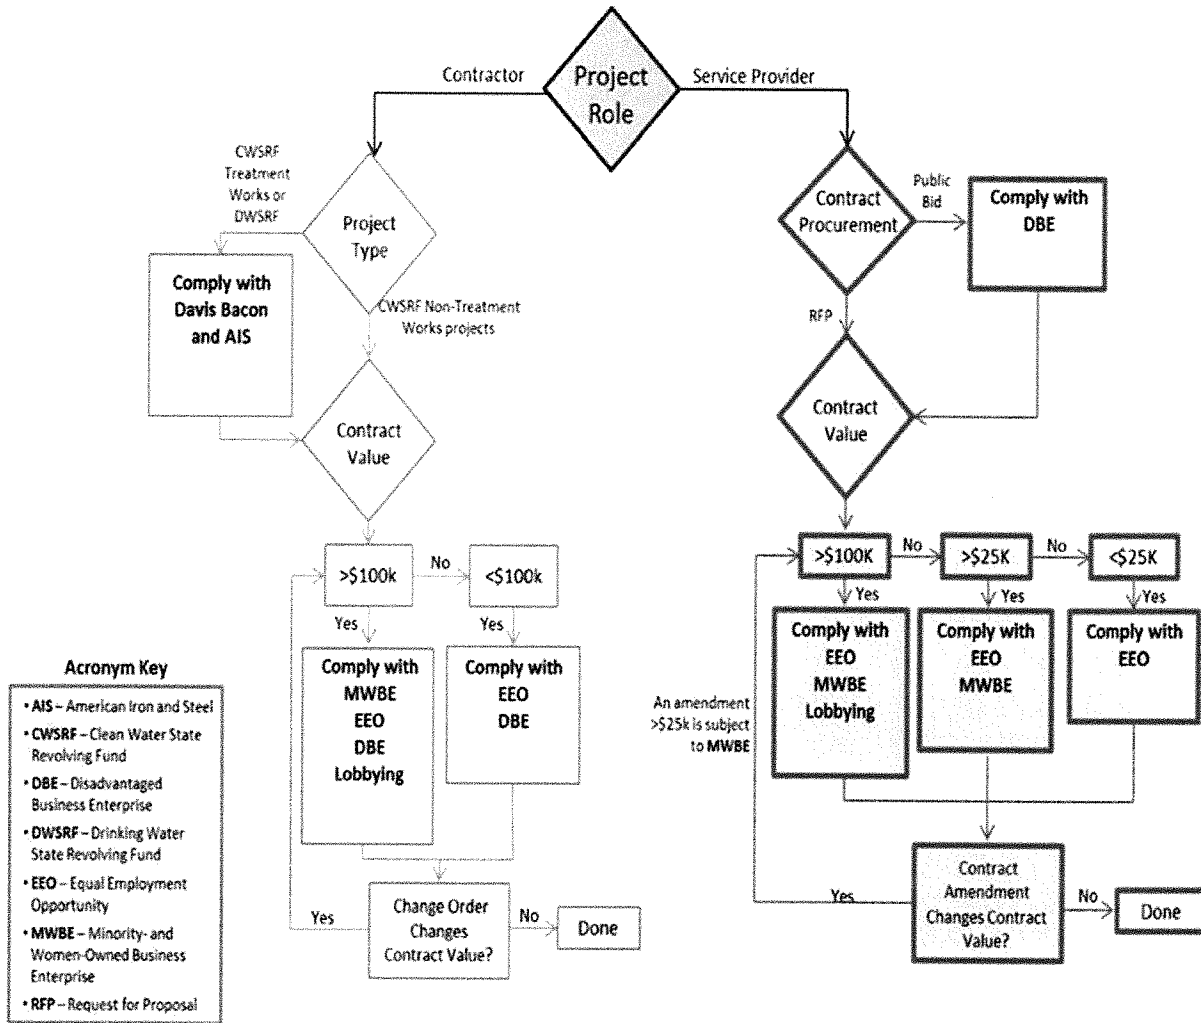 Project
Role
Contractor
Service Provider
CWSRF
Treatment
Works or
DWSRF
Project
Type
Comply with
Davis Bacon
and AIS
CWSRF Non-Treatment
Works projects
Contract
Value
>$100k
No
<$100k
Yes
Yes
Comply with
MWBE
EEO
DBE
Lobbying
Comply with
EEO
DBE
Change Order
Changes
Contract Value?
Yes
No
Done
Contract
Procurement
Public
Bid
Comply with
DBE
RFP
Contract
Value
>$100K
No
>$25K
No
<$25K
Yes
Yes
Yes
Comply with
EEO
MWBE
Lobbying
Comply with
EEO
MWBE
Comply with
EEO
An amendment
>$25k is subject
to MWBE
Contract
Amendment
Changes Contract
Value?
Yes
No
Done
Acronym Key
• AIS – American Iron and Steel
• CWSRF – Clean Water State
Revolving Fund
• DBE – Disadvantaged
Business Enterprise
• DWSRF – Drinking Water
State Revolving Fund
• EEO – Equal Employment
Opportunity
• MWBE – Minority- and
Women-Owned Business
Enterprise
• RFP – Request for Proposal